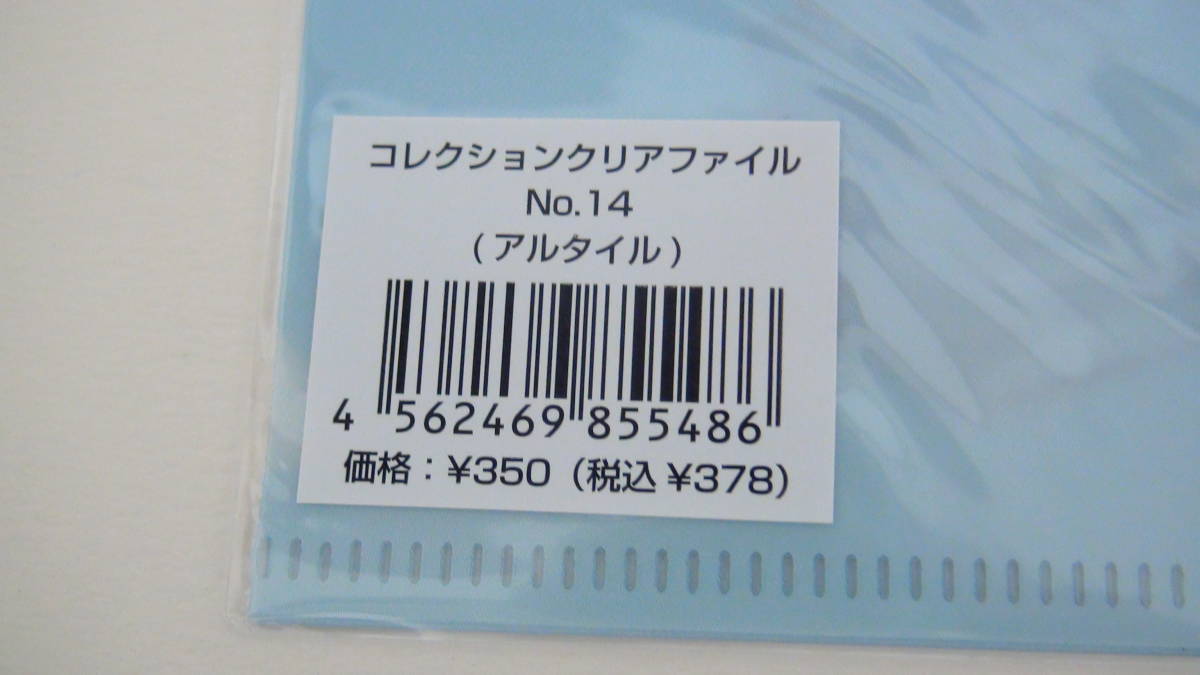 コレクションクリアファイル
No.14
(アルタイル)
4 562469 855486
価格：¥350（税込 ¥378）